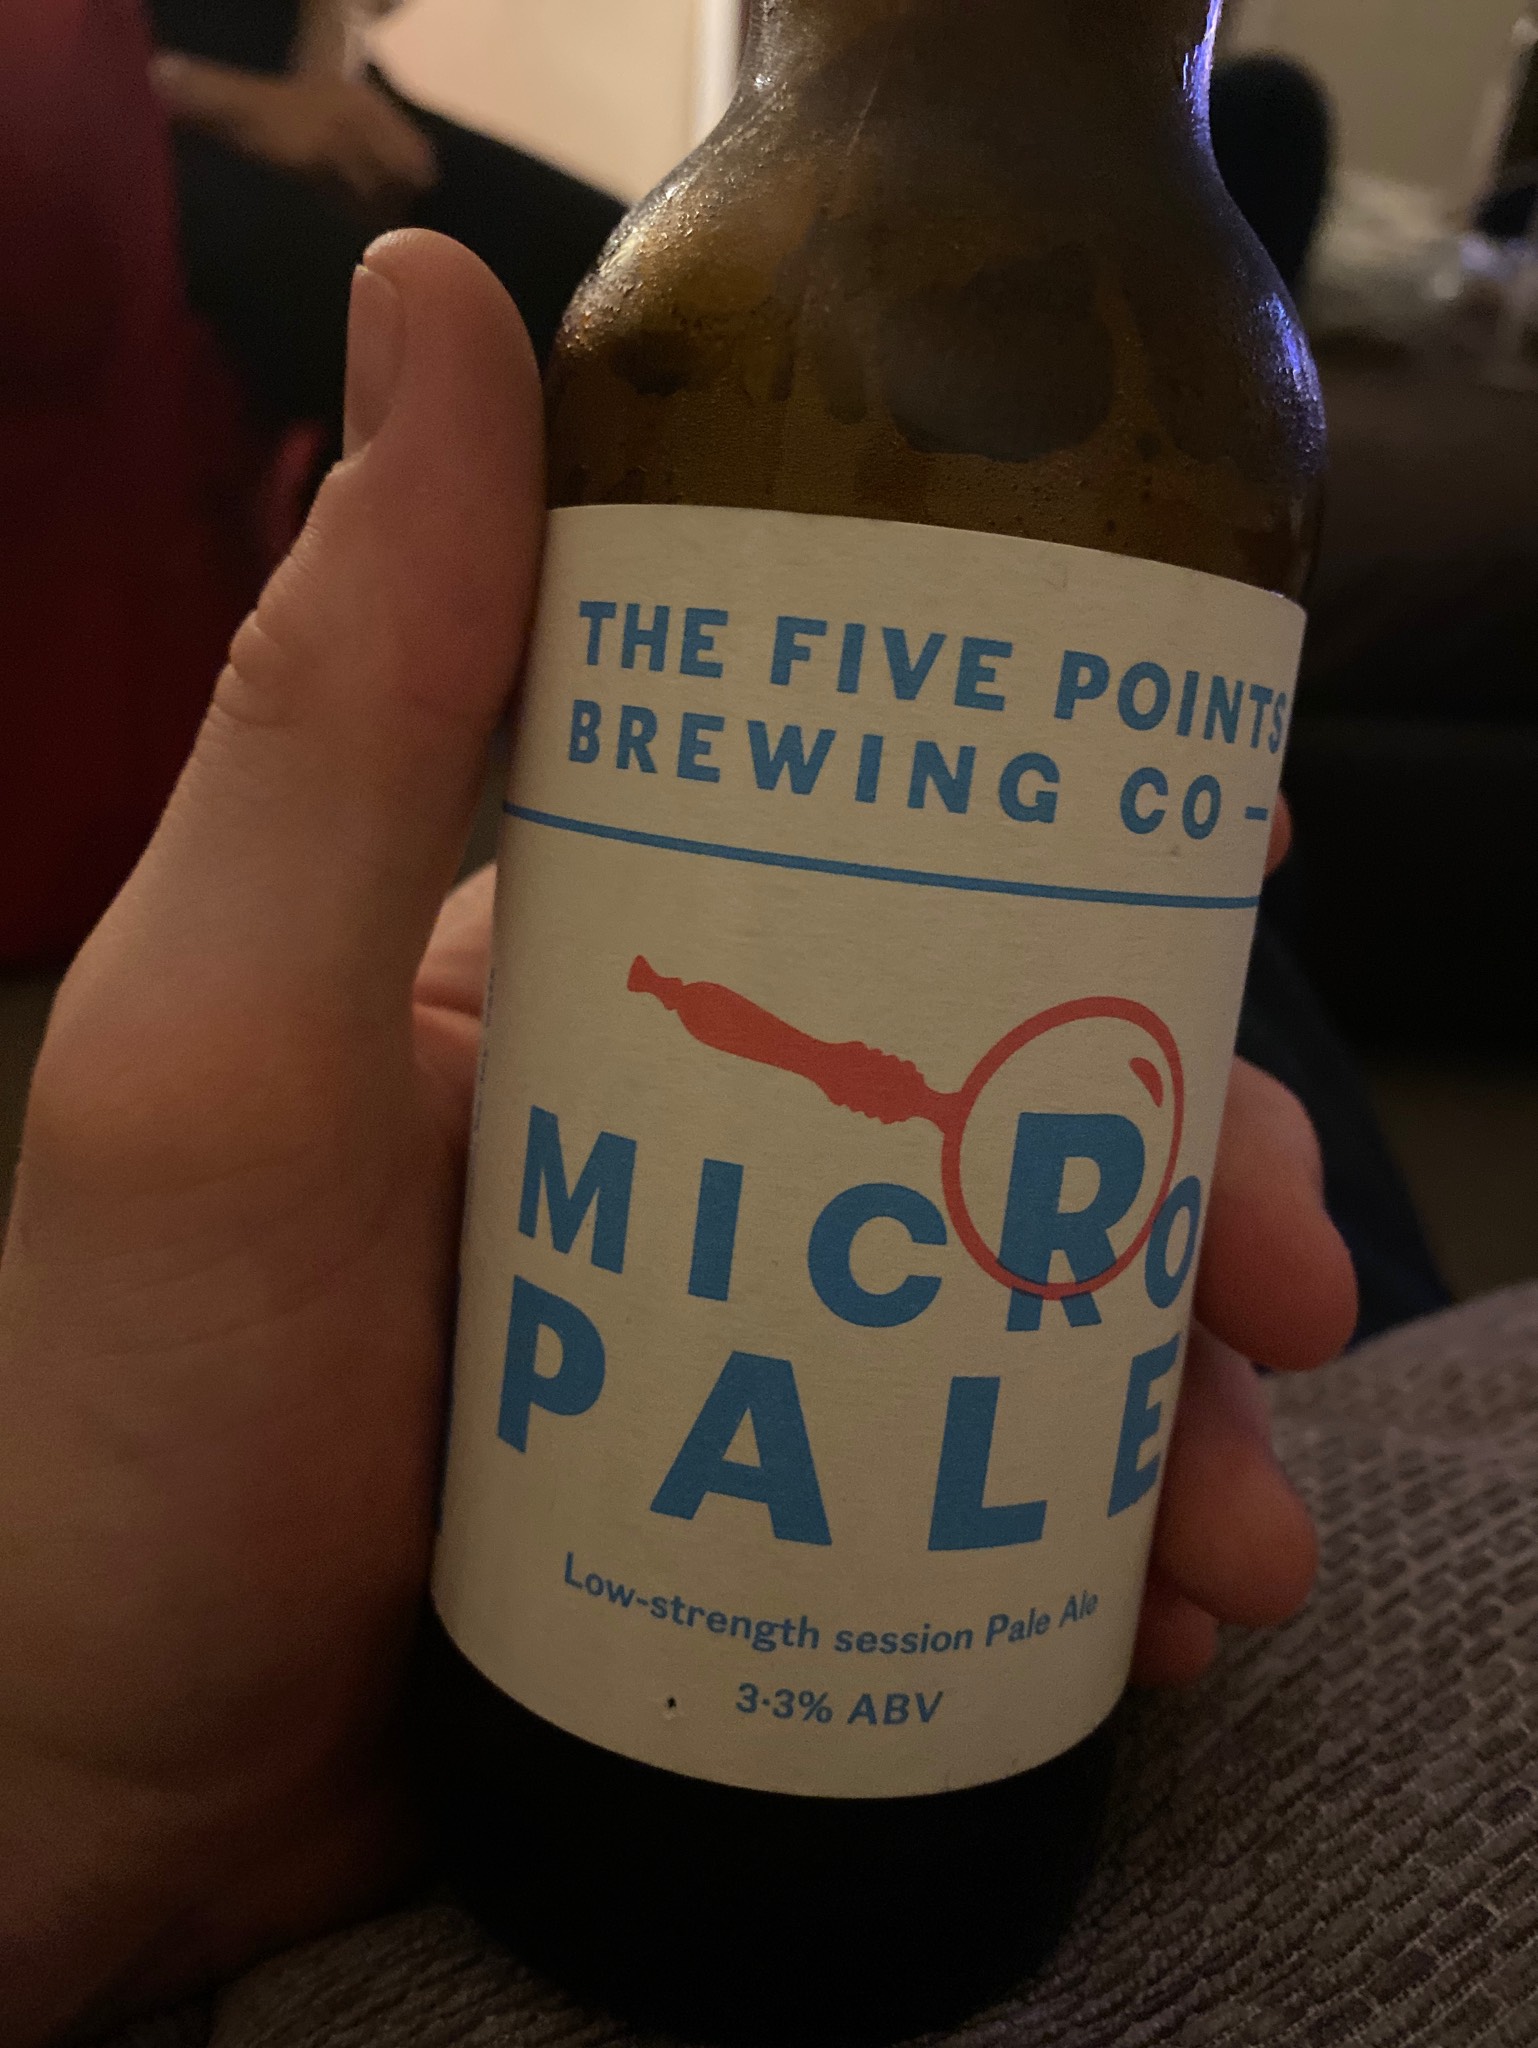 THE FIVE POINTS
BREWING CO –
MICRO
PALE
Low-strength session Pale Ale
3·3% ABV